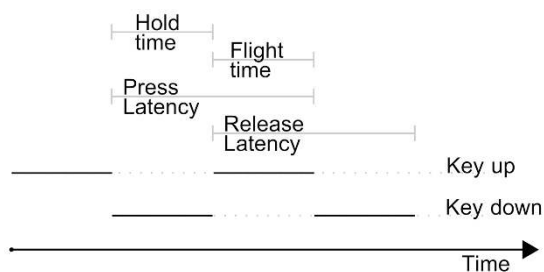 Hold
time
Flight
time
Press
Latency
Release
Latency
Key up
Key down
Time